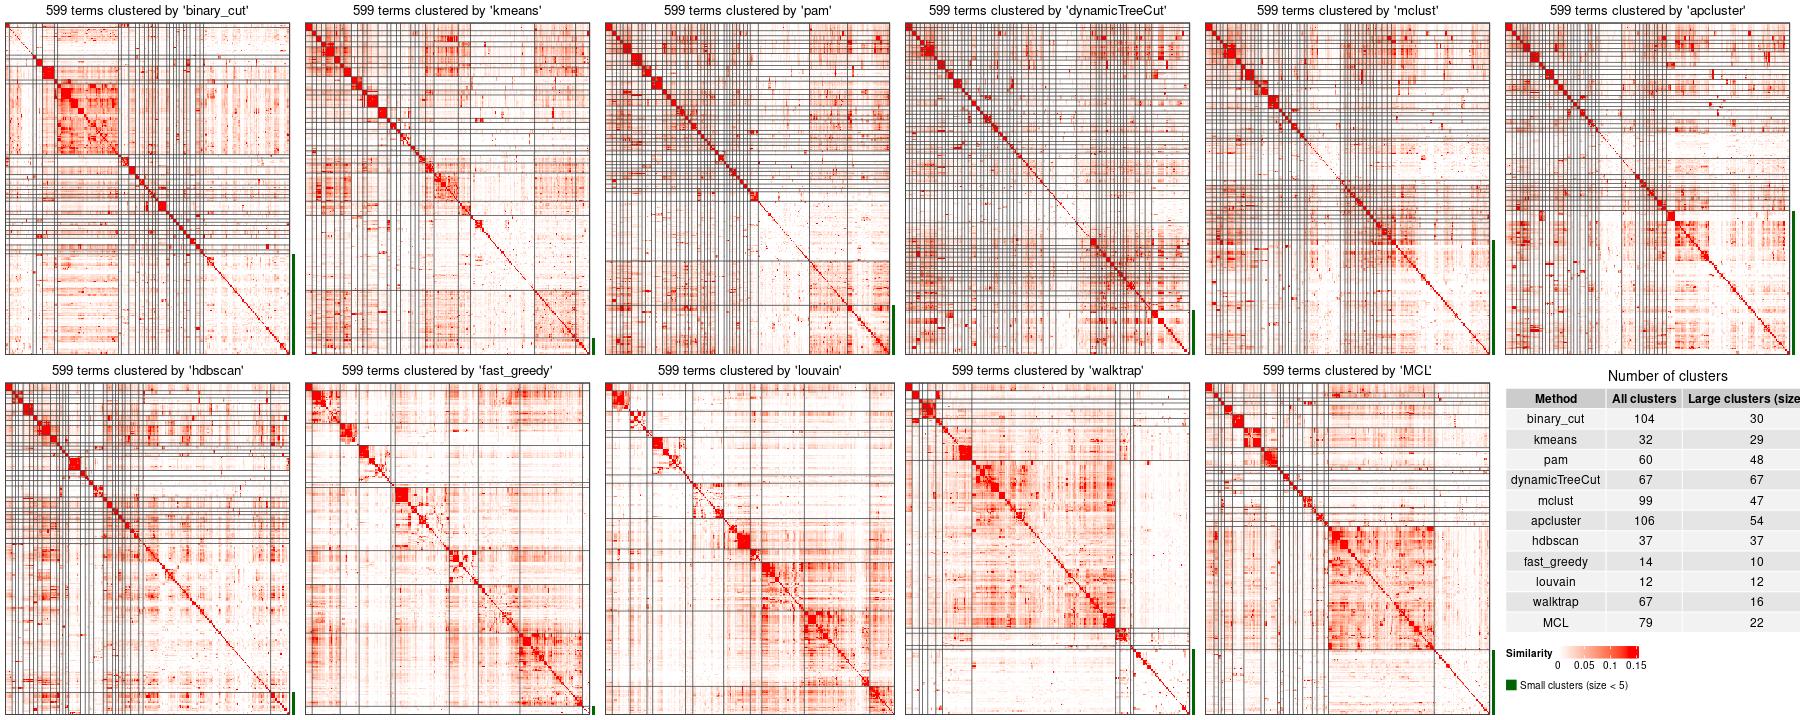 599 terms clustered by 'binary_cut'
599 terms clustered by 'kmeans'
599 terms clustered by 'pam'
599 terms clustered by 'dynamicTreeCut'
599 terms clustered by 'mclust'
599 terms clustered by 'apcluster'
599 terms clustered by 'hdbscan'
599 terms clustered by 'fast_greedy'
599 terms clustered by 'louvain'
599 terms clustered by 'walktrap'
599 terms clustered by 'MCL'
Number of clusters
Method All clusters Large clusters (size
binary_cut 104 30
kmeans 32 29
pam 60 48
dynamicTreeCut 67 67
mclust 99 47
apcluster 106 54
hdbscan 37 37
fast_greedy 14 10
louvain 12 12
walktrap 67 16
MCL 79 22
Similarity
0 0.05 0.1 0.15
Small clusters (size < 5)